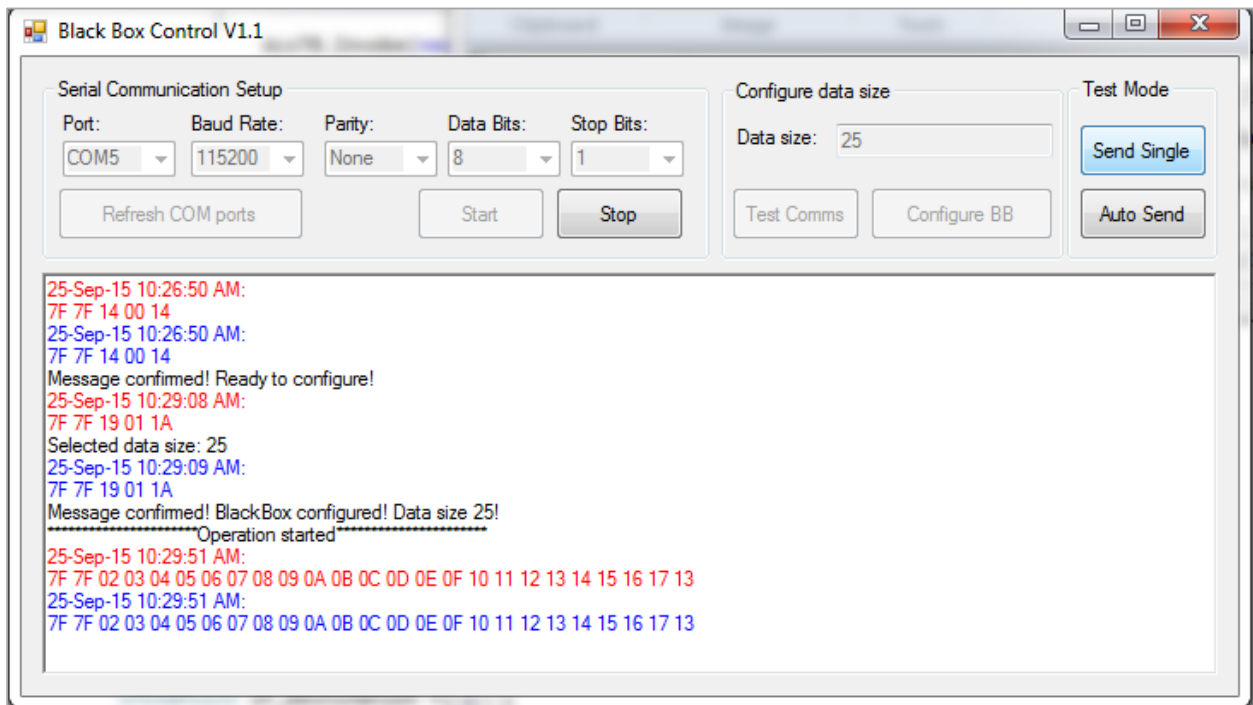 Black Box Control V1.1
Serial Communication Setup
Port: Baud Rate: Parity: Data Bits: Stop Bits:
COM5 115200 None 8 1
Refresh COM ports Start Stop
Configure data size
Data size: 25
Test Comms Configure BB
Test Mode
Send Single
Auto Send
25-Sep-15 10:26:50 AM:
7F 7F 14 00 14
25-Sep-15 10:26:50 AM:
7F 7F 14 00 14
Message confirmed! Ready to configure!
25-Sep-15 10:29:08 AM:
7F 7F 19 01 1A
Selected data size: 25
25-Sep-15 10:29:09 AM:
7F 7F 19 01 1A
Message confirmed! BlackBox configured! Data size 25!
**********************Operation started**********************
25-Sep-15 10:29:51 AM:
7F 7F 02 03 04 05 06 07 08 09 0A 0B 0C 0D 0E 0F 10 11 12 13 14 15 16 17 13
25-Sep-15 10:29:51 AM:
7F 7F 02 03 04 05 06 07 08 09 0A 0B 0C 0D 0E 0F 10 11 12 13 14 15 16 17 13